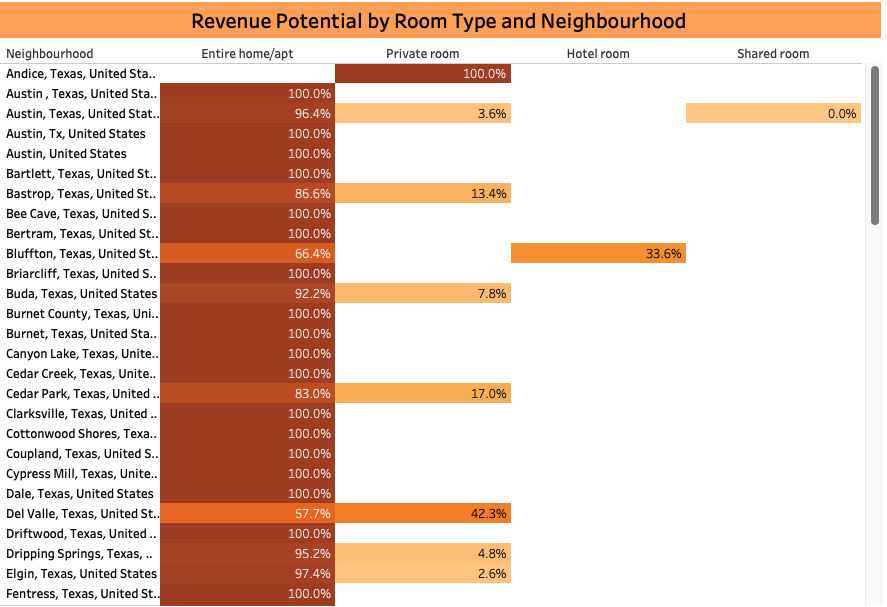 Revenue Potential by Room Type and Neighbourhood
Neighbourhood Entire home/apt Private room Hotel room Shared room
Andice, Texas, United Sta.. 100.0%
Austin , Texas, United Sta.. 100.0%
Austin, Texas, United Stat.. 96.4% 3.6% 0.0%
Austin, Tx, United States 100.0%
Austin, United States 100.0%
Bartlett, Texas, United St.. 100.0%
Bastrop, Texas, United St.. 86.6% 13.4%
Bee Cave, Texas, United S.. 100.0%
Bertram, Texas, United St.. 100.0%
Bluffton, Texas, United St.. 66.4% 33.6%
Briarcliff, Texas, United S.. 100.0%
Buda, Texas, United States 92.2% 7.8%
Burnet County, Texas, Uni.. 100.0%
Burnet, Texas, United Sta.. 100.0%
Canyon Lake, Texas, Unite.. 100.0%
Cedar Creek, Texas, Unite.. 100.0%
Cedar Park, Texas, United .. 83.0% 17.0%
Clarksville, Texas, United .. 100.0%
Cottonwood Shores, Texa.. 100.0%
Coupland, Texas, United S.. 100.0%
Cypress Mill, Texas, Unite.. 100.0%
Dale, Texas, United States 100.0%
Del Valle, Texas, United St.. 57.7% 42.3%
Driftwood, Texas, United .. 100.0%
Dripping Springs, Texas, .. 95.2% 4.8%
Elgin, Texas, United States 97.4% 2.6%
Fentress, Texas, United St.. 100.0%